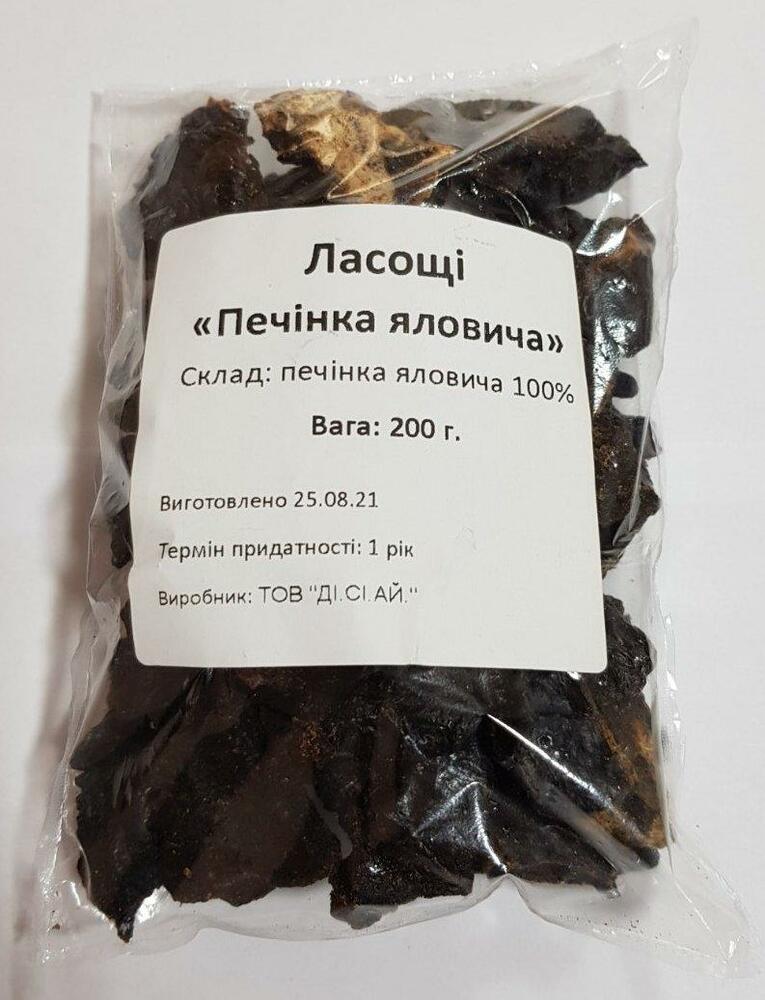 Ласощі
«Печінка яловича»
Склад: печінка яловича 100%
Вага: 200 г.
Виготовлено 25.08.21
Термін придатності: 1 рік
Виробник: ТОВ "ДІ.СІ.АЙ."